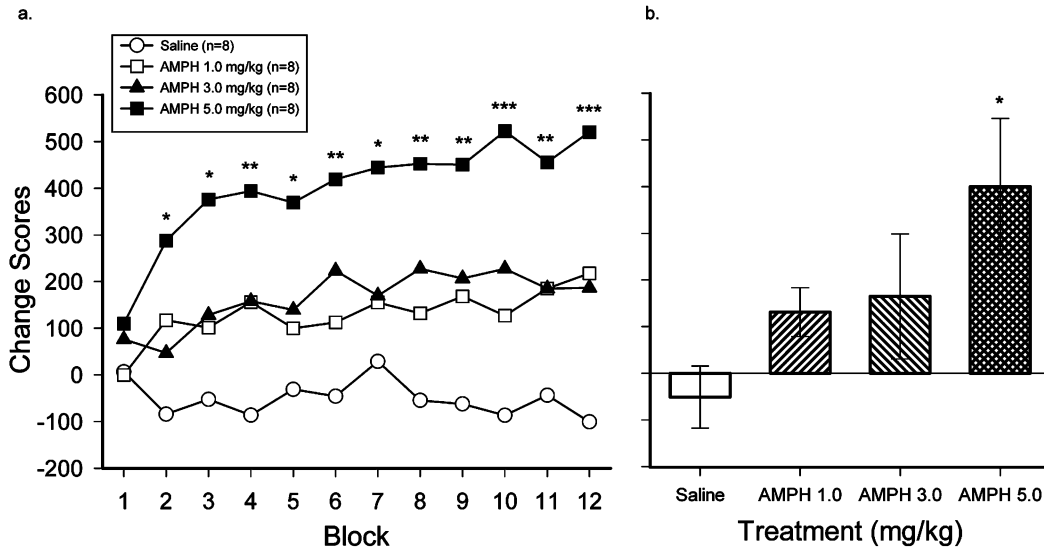 a.
b.
Saline (n=8)
AMPH 1.0 mg/kg (n=8)
AMPH 3.0 mg/kg (n=8)
AMPH 5.0 mg/kg (n=8)
600
500
400
300
200
100
0
-100
-200
Change Scores
* * ** * ** * ** ** *** ** ***
1 2 3 4 5 6 7 8 9 10 11 12
Block
*
Saline AMPH 1.0 AMPH 3.0 AMPH 5.0
Treatment (mg/kg)